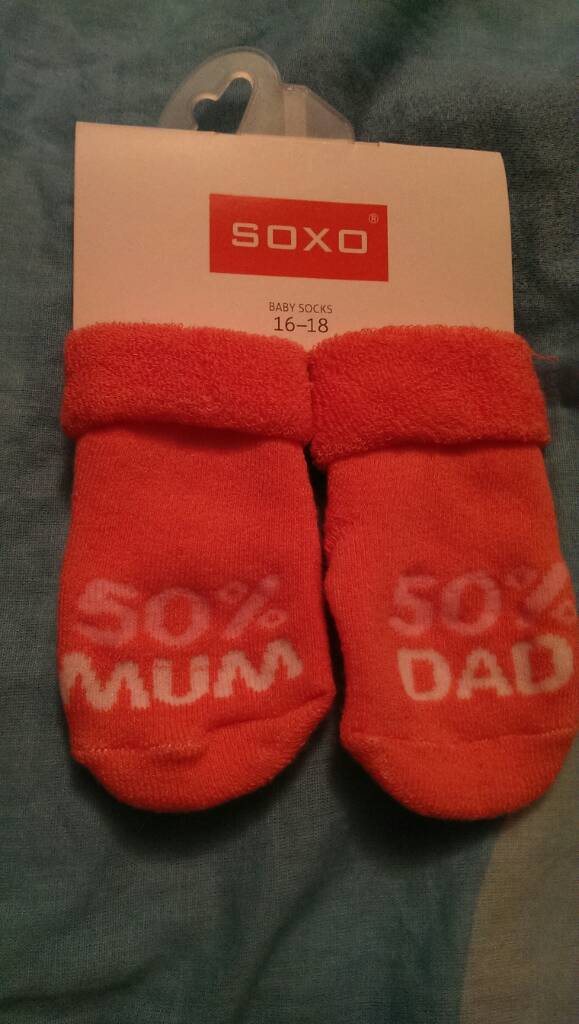 SOXO®
BABY SOCKS
16–18
50%
MUM
50%
DAD